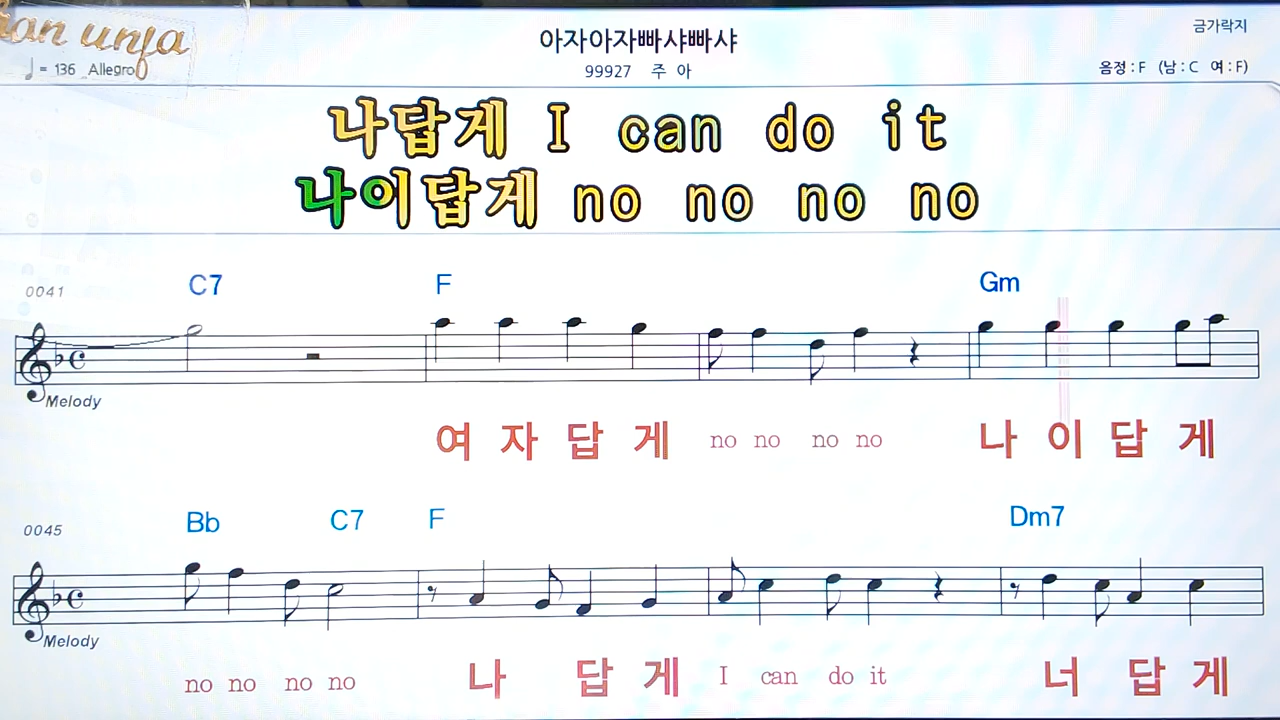 an unja
♩ = 136 Allegro
아자아자빠샤빠샤
99927 주 아
금가락지
음정 : F (남 : C 여 : F)
나답게 I can do it
나이답게 no no no no
0041 C7 F Gm
Melody
여 자 답 게 no no no no 나 이 답 게
0045 Bb C7 F Dm7
Melody
no no no no 나 답 게 I can do it 너 답 게